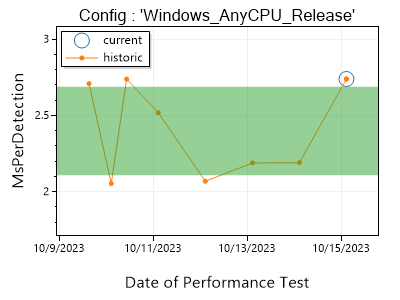 Config : 'Windows_AnyCPU_Release'
current
historic
3
2.5
2
MsPerDetection
10/9/2023
10/11/2023
10/13/2023
10/15/2023
Date of Performance Test